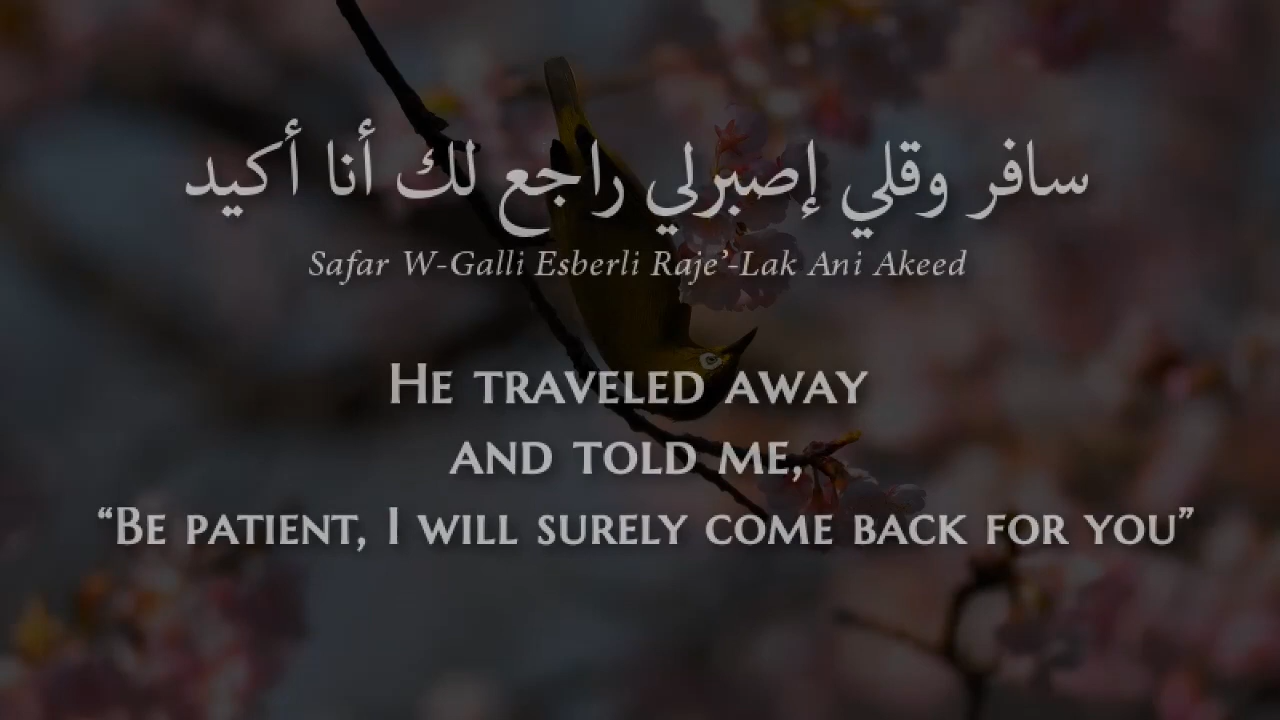 سافر وقلي إصبرلي راجع لك أنا أكيد
Safar W-Galli Esberli Raje’-Lak Ani Akeed
He traveled away
and told me,
“Be patient, I will surely come back for you”